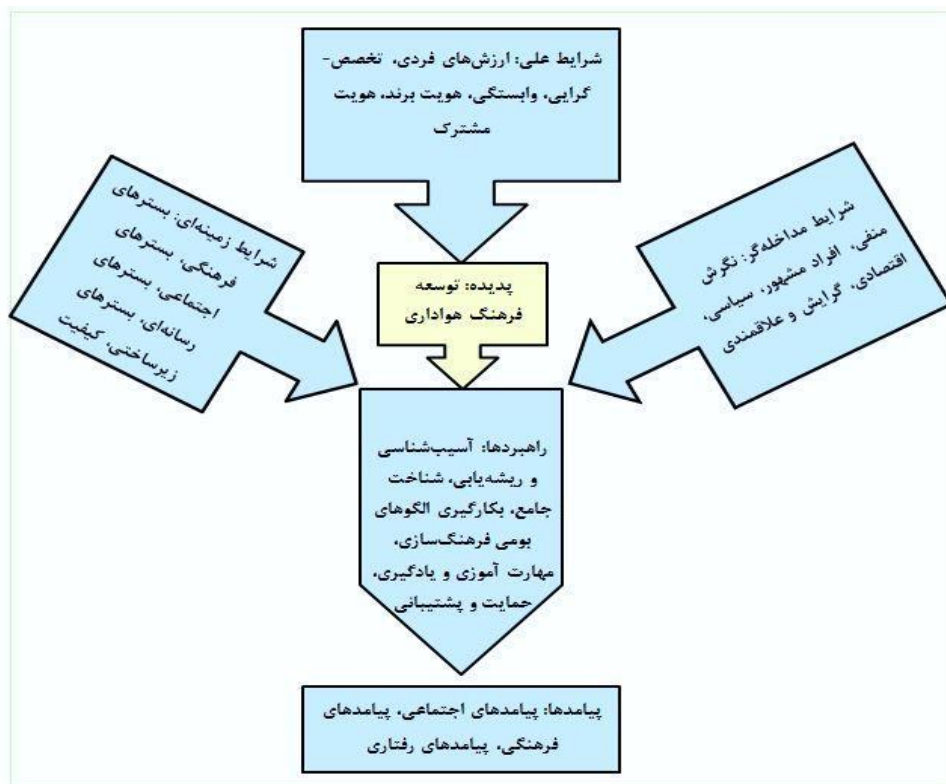 شرایط علی: ارزش‌های فردی، تخصص-
گرایی، وابستگی، هویت برند، هویت
مشترک
شرایط مداخله‌گر: نگرش
منفی، افراد مشهور، سیاسی،
اقتصادی، گرایش و علاقمندی
شرایط زمینه‌ای: بسترهای
فرهنگی، بسترهای
اجتماعی، بسترهای
رسانه‌ای، بسترهای
زیرساختی، کیفیت
پدیده: توسعه
فرهنگ هواداری
راهبردها: آسیب‌شناسی
و ریشه‌یابی، شناخت
جامع، بکارگیری الگوهای
بومی فرهنگ‌سازی،
مهارت آموزی و یادگیری،
حمایت و پشتیبانی
پیامدها: پیامدهای اجتماعی، پیامدهای
فرهنگی، پیامدهای رفتاری